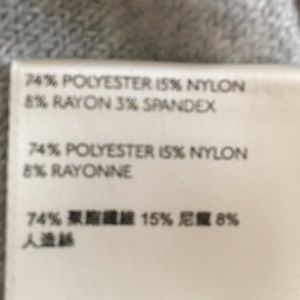 74% POLYESTER 15% NYLON
8% RAYON 3% SPANDEX
74% POLYESTER 15% NYLON
8% RAYONNE
74% 聚酯纖維 15% 尼龍 8%
人造絲